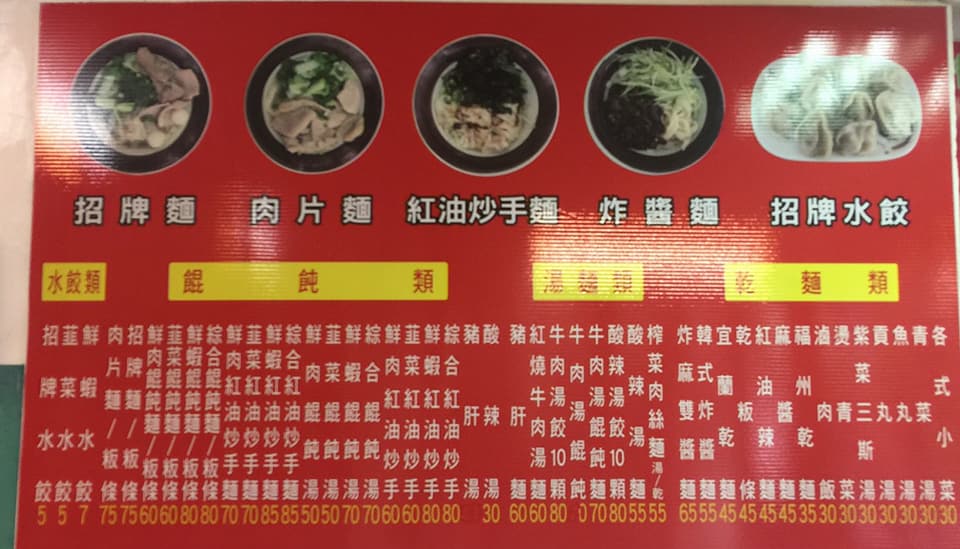 招牌麵
肉片麵
紅油炒手麵
炸醬麵
招牌水餃
水餃類
餛飩類
湯麵類
乾麵類
招牌水餃 5
韮菜水餃 5
鮮蝦水餃 7
肉片麵/板條 75
招牌麵/板條 75
鮮肉餛飩麵/板條 60
韮菜餛飩麵/板條 60
鮮蝦餛飩麵/板條 80
綜合餛飩麵/板條 80
鮮肉紅油炒手麵 70
韮菜紅油炒手麵 70
鮮蝦紅油炒手麵 85
綜合紅油炒手麵 85
鮮肉餛飩湯 50
韮菜餛飩湯 50
鮮蝦餛飩湯 70
綜合餛飩湯 70
鮮肉紅油炒手 60
韮菜紅油炒手 60
鮮蝦紅油炒手 80
綜合紅油炒手 80
豬肝湯
酸辣湯 30
豬肝麵 60
紅燒牛肉湯麵 60
牛肉湯餃10顆 80
牛肉湯餛飩
牛肉湯餛飩麵 70
酸辣湯餃10顆 80
酸辣湯麵 55
榨菜肉絲麵湯/乾 55
炸麻雙醬麵 65
韓式炸醬麵 55
宜蘭乾麵 45
乾板條 45
紅油辣麵 45
麻醬麵 45
福州乾麵 35
滷肉飯 30
燙青菜 30
紫菜三斯湯 30
貢丸湯 30
魚丸湯 30
青菜湯 30
各式小菜 30